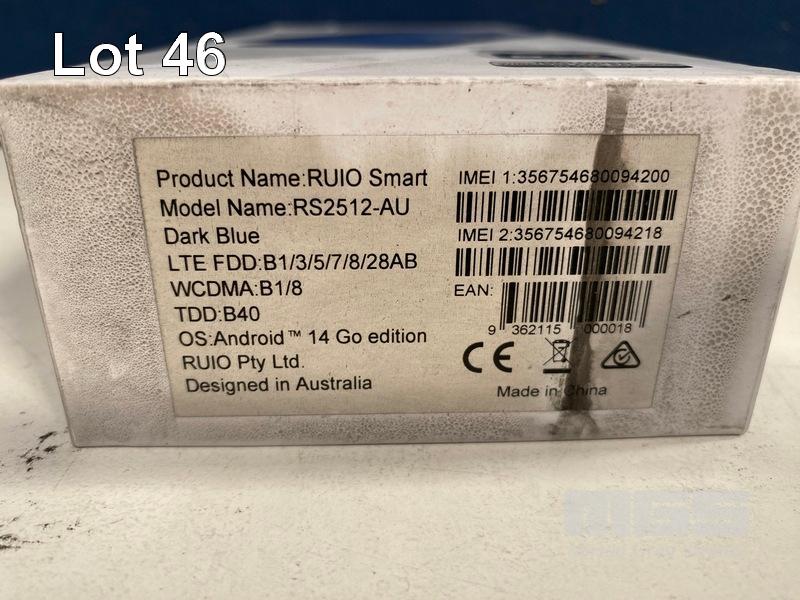 Lot 46
Product Name:RUIO Smart
Model Name:RS2512-AU
Dark Blue
LTE FDD:B1/3/5/7/8/28AB
WCDMA:B1/8
TDD:B40
OS:Android™ 14 Go edition
RUIO Pty Ltd.
Designed in Australia
IMEI 1:356754680094200
IMEI 2:356754680094218
EAN:
9 362115 000018
CE
Made in China